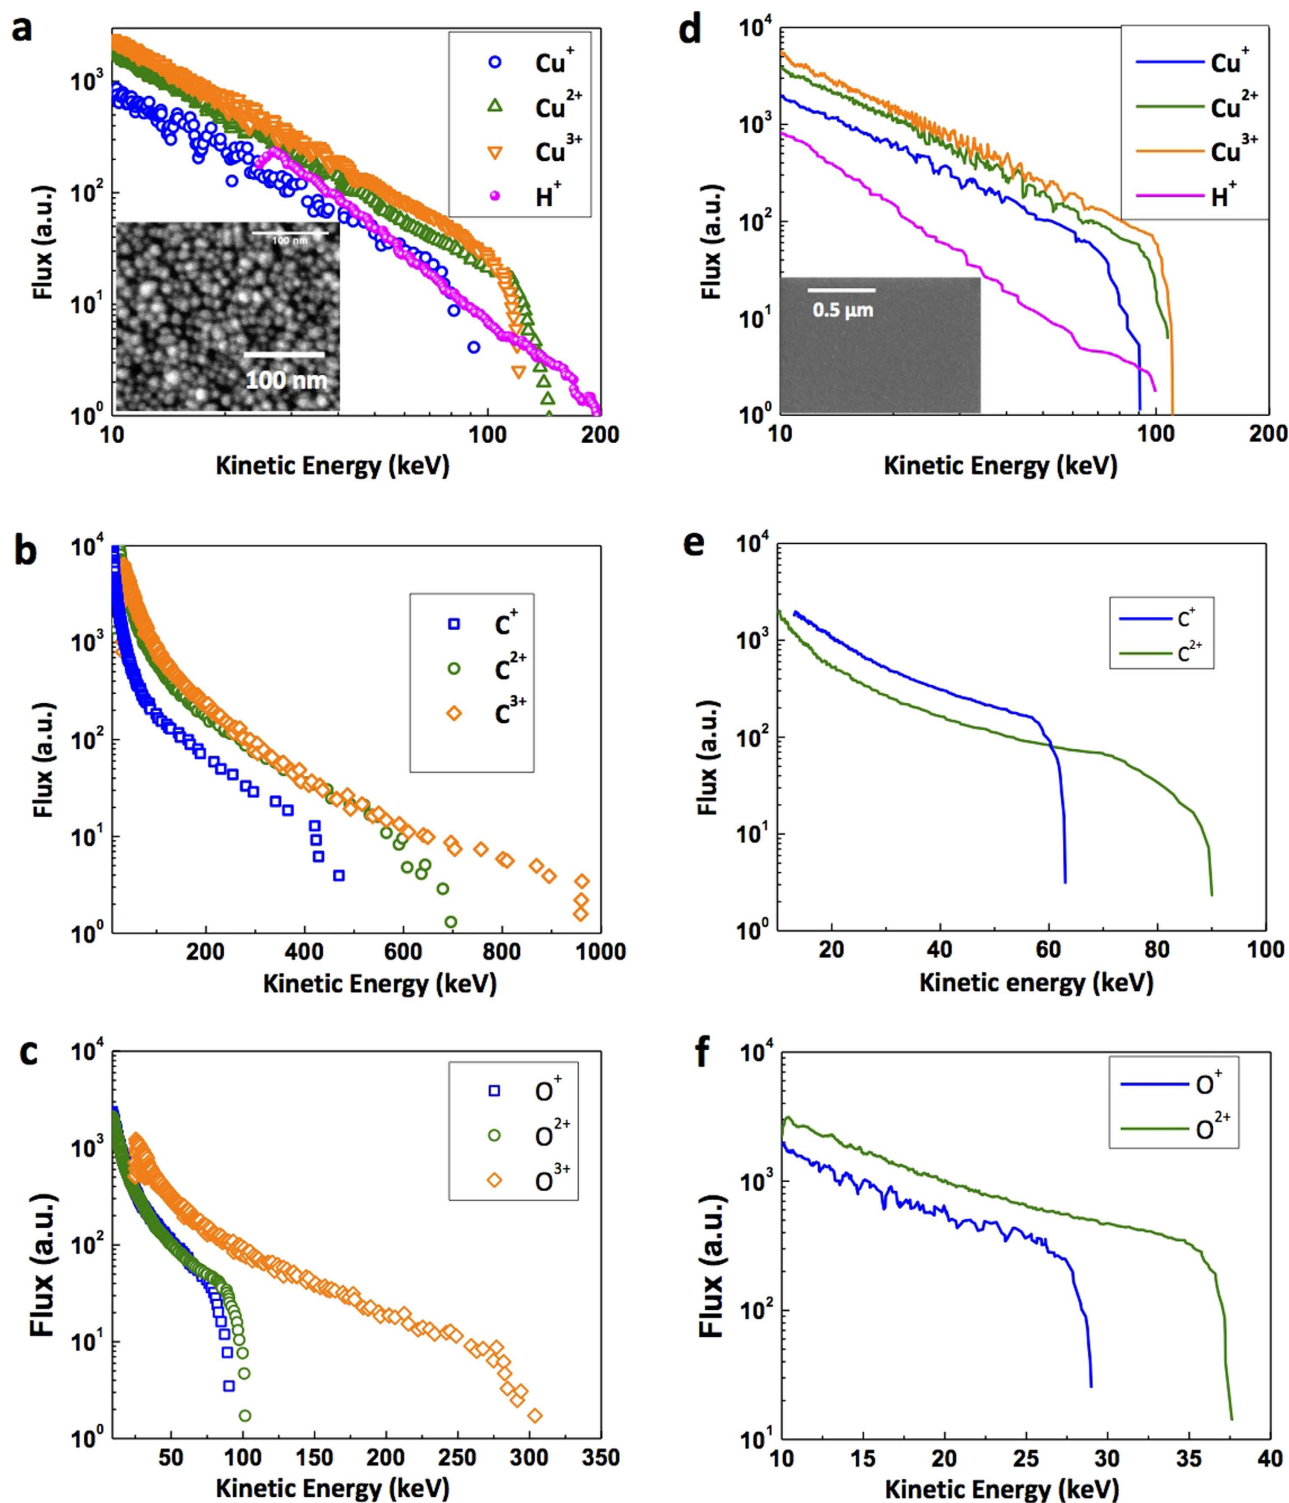 a
Flux (a.u.)
10³
10²
10¹
10⁰
10
100
200
Kinetic Energy (keV)
Cu⁺
Cu²⁺
Cu³⁺
H⁺
100 nm
100 nm
d
Flux (a.u.)
10⁴
10³
10²
10¹
10⁰
10
100
200
Kinetic Energy (keV)
Cu⁺
Cu²⁺
Cu³⁺
H⁺
0.5 µm
b
Flux (a.u.)
10⁴
10³
10²
10¹
10⁰
200
400
600
800
1000
Kinetic Energy (keV)
C⁺
C²⁺
C³⁺
e
Flux (a.u.)
10⁴
10³
10²
10¹
10⁰
20
40
60
80
100
Kinetic energy (keV)
C⁺
C²⁺
c
Flux (a.u.)
10⁴
10³
10²
10¹
10⁰
50
100
150
200
250
300
350
Kinetic Energy (keV)
O⁺
O²⁺
O³⁺
f
Flux (a.u.)
10⁴
10³
10²
10¹
10
15
20
25
30
35
40
Kinetic Energy (keV)
O⁺
O²⁺